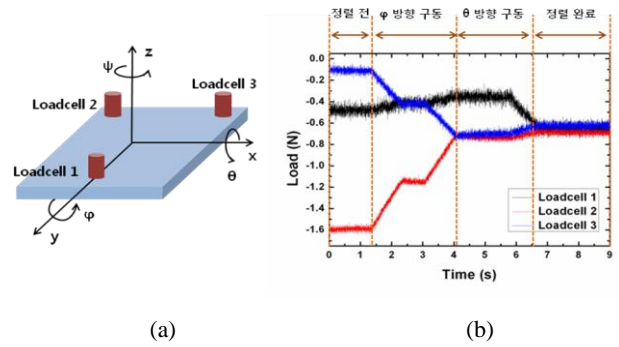 z
ψ
Loadcell 3
Loadcell 2
x
Loadcell 1
θ
φ
y
(a)
정렬 전 φ 방향 구동 θ 방향 구동 정렬 완료
0.0
-0.2
-0.4
-0.6
-0.8
-1.0
-1.2
-1.4
-1.6
Load (N)
Loadcell 1
Loadcell 2
Loadcell 3
0 1 2 3 4 5 6 7 8 9
Time (s)
(b)